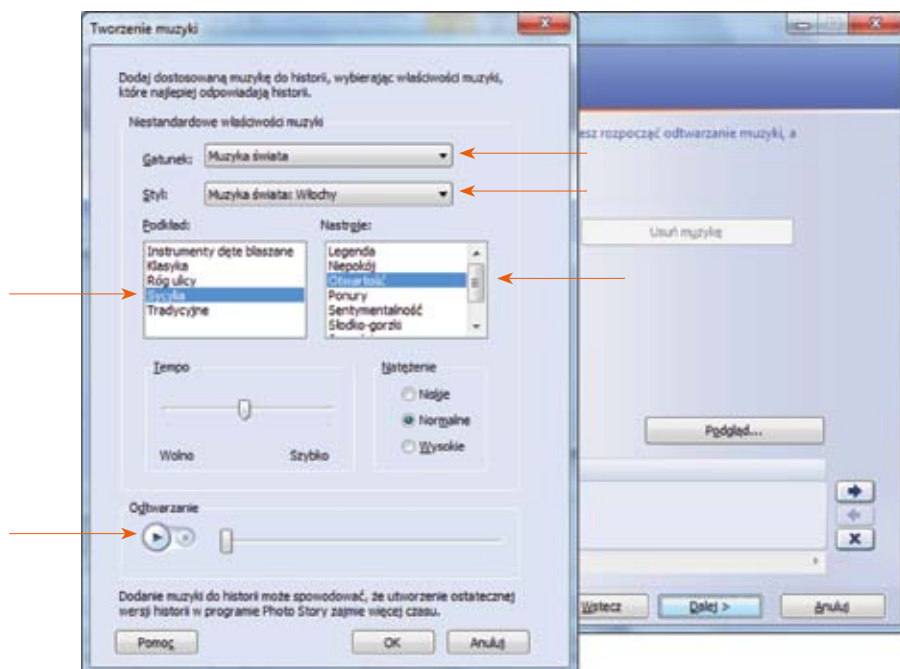 Tworzenie muzyki
Dodaj dostosowaną muzykę do historii, wybierając właściwości muzyki,
które najlepiej odpowiadają historii.
Niestandardowe właściwości muzyki
Gatunek: Muzyka świata
Styl: Muzyka świata: Włochy
Podkład:
Instrumenty dęte blaszane
Klasyka
Róg ulicy
Sycylia
Tradycyjne
Nastroje:
Legenda
Niepokój
Otwartość
Ponury
Sentymentalność
Słodko-gorzki
Tempo
Wolno Szybko
Natężenie
Niskie
Normalne
Wysokie
Odtwarzanie
Dodanie muzyki do historii może spowodować, że utworzenie ostatecznej
wersji historii w programie Photo Story zajmie więcej czasu.
Pomoc OK Anuluj
esz rozpocząć odtwarzanie muzyki, a
Usuń muzykę
Podgląd...
Wstecz Dalej > Anuluj